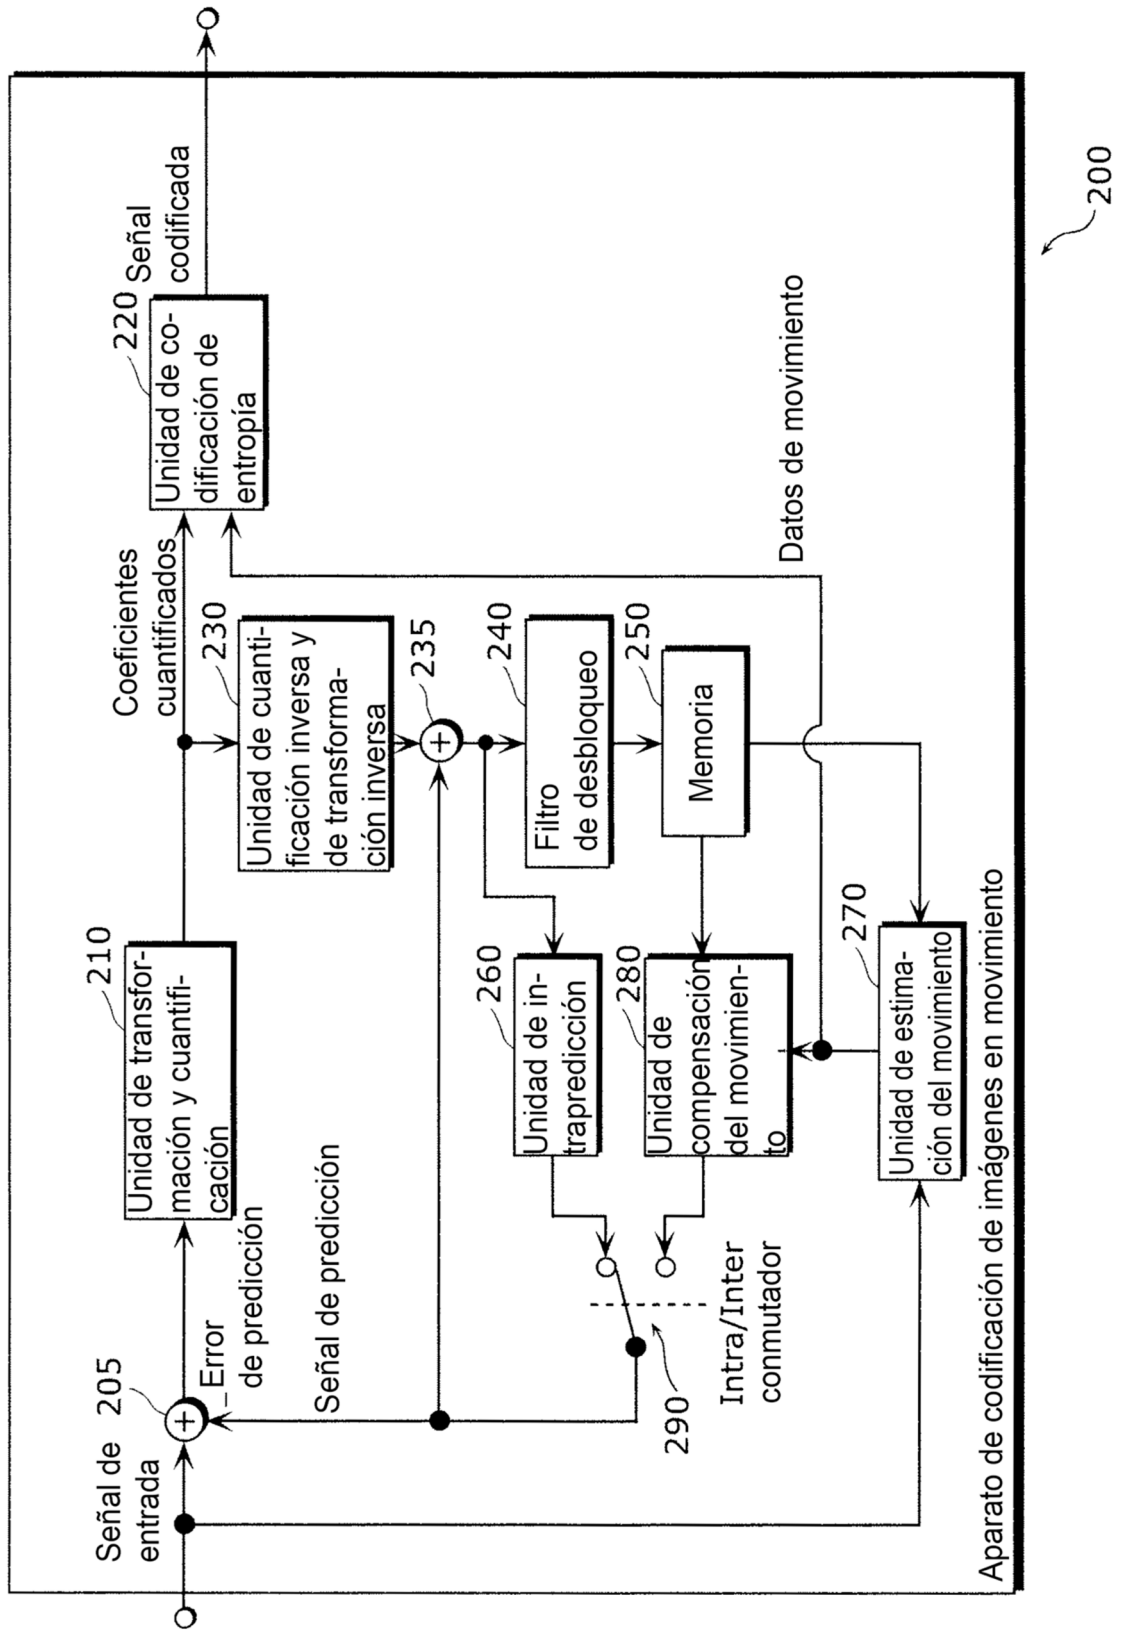 Señal de
entrada
205
_
Error
de predicción
210
Unidad de transfor-
mación y cuantifi-
cación
Coeficientes
cuantificados
220
Unidad de co-
dificación de
entropía
Señal
codificada
230
Unidad de cuanti-
ficación inversa y
de transforma-
ción inversa
235
Señal de predicción
240
Filtro
de desbloqueo
250
Memoria
260
Unidad de in-
trapredicción
280
Unidad de
compensación
del movimien-
to
270
Unidad de estima-
ción del movimiento
290
Intra/Inter
conmutador
Datos de movimiento
Aparato de codificación de imágenes en movimiento
200